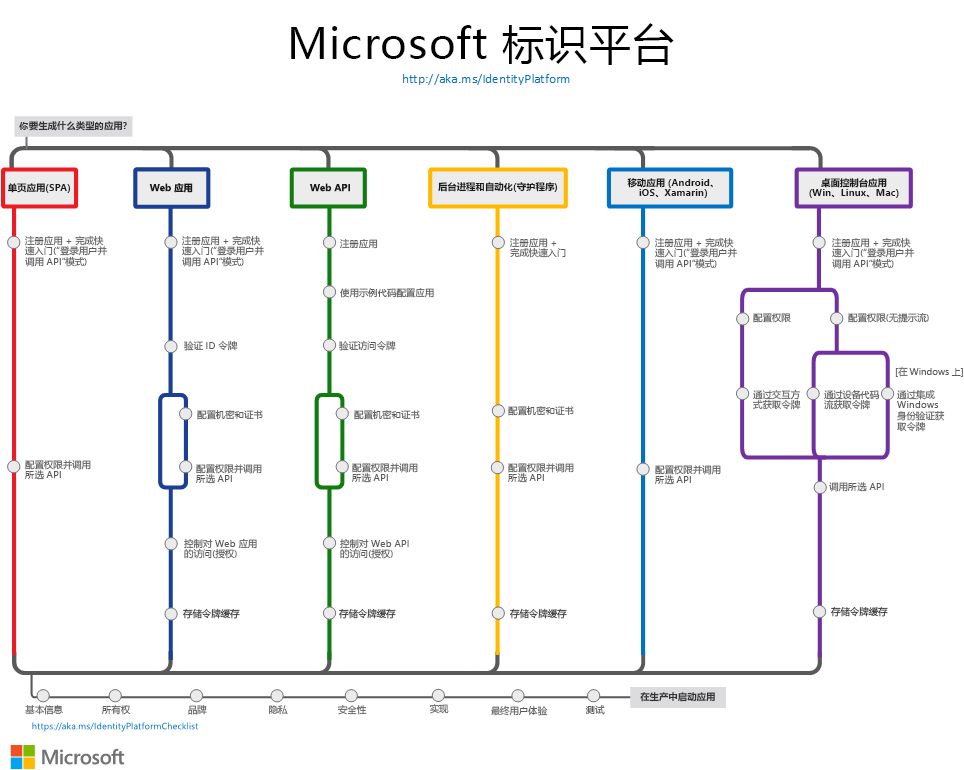 Microsoft 标识平台
http://aka.ms/IdentityPlatform
你要生成什么类型的应用?
单页应用(SPA)
Web 应用
Web API
后台进程和自动化(守护程序)
移动应用 (Android、
iOS、Xamarin)
桌面控制台应用
(Win、Linux、Mac)
注册应用 + 完成快
速入门(“登录用户并
调用 API”模式)
注册应用 + 完成快
速入门(“登录用户并
调用 API”模式)
注册应用
注册应用 +
完成快速入门
注册应用 + 完成快
速入门(“登录用户并
调用 API”模式)
注册应用 + 完成快
速入门(“登录用户并
调用 API”模式)
使用示例代码配置应用
配置权限
配置权限(无提示流)
验证 ID 令牌
验证访问令牌
[在 Windows 上]
通过交互方
式获取令牌
通过设备代码
流获取令牌
通过集成
Windows
身份验证获
取令牌
配置机密和证书
配置机密和证书
配置机密和证书
配置权限并调用
所选 API
配置权限并调用
所选 API
配置权限并调用
所选 API
配置权限并调用
所选 API
配置权限并调用
所选 API
调用所选 API
控制对 Web 应用
的访问(授权)
控制对 Web API
的访问(授权)
存储令牌缓存
存储令牌缓存
存储令牌缓存
存储令牌缓存
在生产中启动应用
基本信息
所有权
品牌
隐私
安全性
实现
最终用户体验
测试
https://aka.ms/IdentityPlatformChecklist
Microsoft